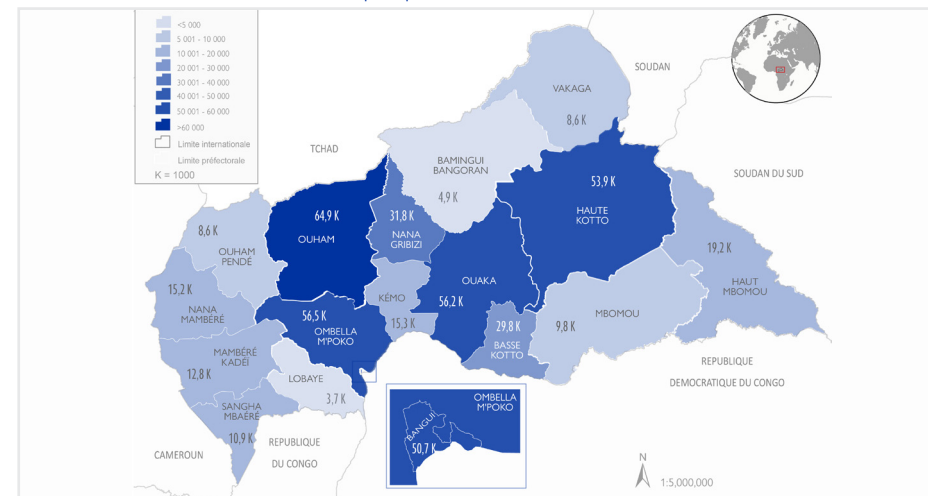 <5 000
5 001 - 10 000
10 001 - 20 000
20 001 - 30 000
30 001 - 40 000
40 001 - 50 000
50 001 - 60 000
>60 000
Limite internationale
Limite préfectorale
K = 1000
SOUDAN
VAKAGA
8,6 K
TCHAD
BAMINGUI
BANGORAN
4,9 K
SOUDAN DU SUD
53,9 K
HAUTE
KOTTO
64,9 K
OUHAM
31,8 K
NANA
GRIBIZI
8,6 K
OUHAM
PENDÉ
19,2 K
HAUT
MBOMOU
OUAKA
56,2 K
15,2 K
NANA
MAMBÉRÉ
KÉMO
15,3 K
56,5 K
OMBELLA
M'POKO
29,8 K
BASSE
KOTTO
MBOMOU
9,8 K
MAMBÉRÉ
KADÉI
12,8 K
LOBAYE
3,7 K
REPUBLIQUE
DEMOCRATIQUE DU CONGO
SANGHA
MBAÉRÉ
10,9 K
OMBELLA
M'POKO
BANGUI
50,7 K
REPUBLIQUE
DU CONGO
CAMEROUN
N
1:5,000,000